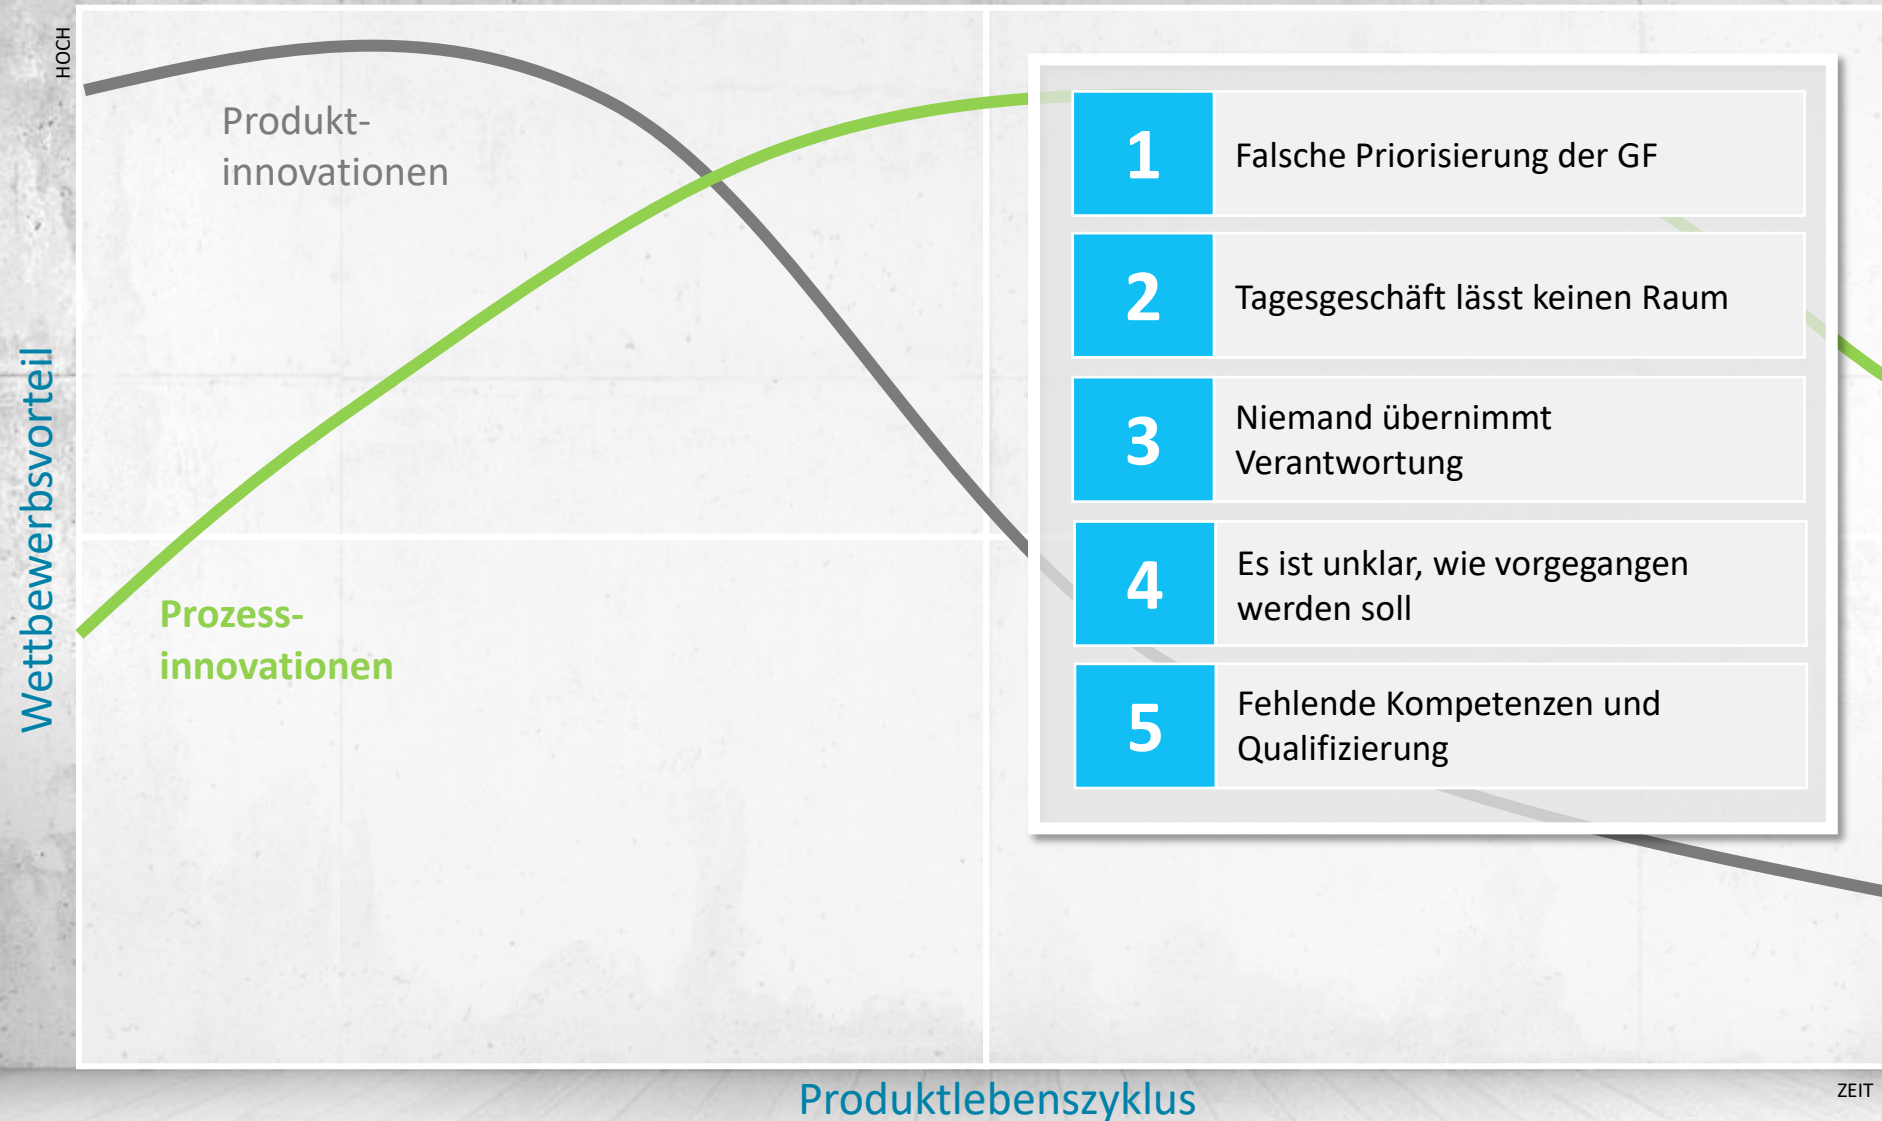 HOCH
Wettbewerbsvorteil
Produkt-
innovationen
Prozess-
innovationen
1
Falsche Priorisierung der GF
2
Tagesgeschäft lässt keinen Raum
3
Niemand übernimmt
Verantwortung
4
Es ist unklar, wie vorgegangen
werden soll
5
Fehlende Kompetenzen und
Qualifizierung
Produktlebenszyklus
ZEIT